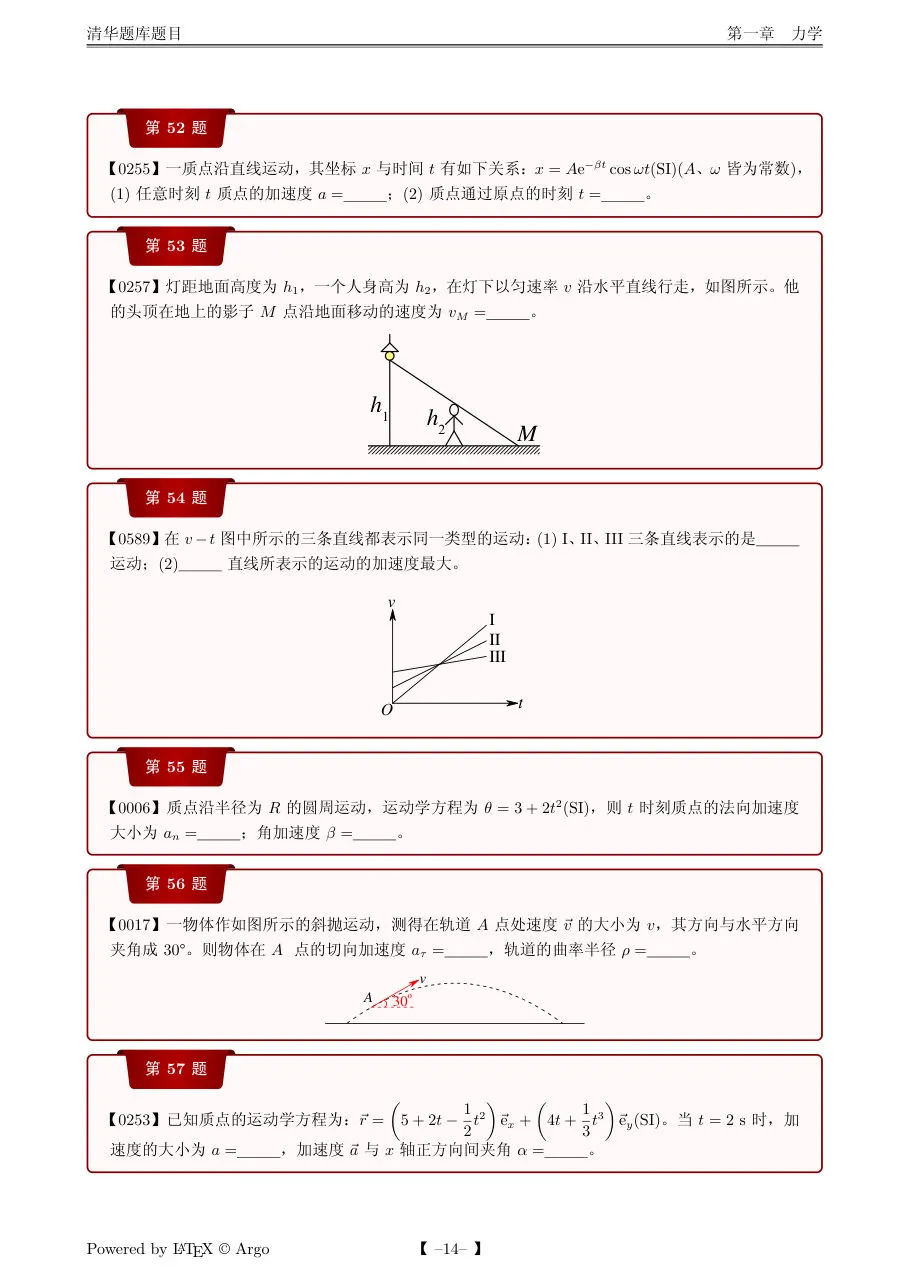 清华题库题目 第一章 力学
第 52 题
【0255】一质点沿直线运动，其坐标 x 与时间 t 有如下关系：x = Ae^{−βt} cos ωt(SI)(A、ω 皆为常数)，
(1) 任意时刻 t 质点的加速度 a =_____；(2) 质点通过原点的时刻 t =_____。
第 53 题
【0257】灯距地面高度为 h₁，一个人身高为 h₂，在灯下以匀速率 v 沿水平直线行走，如图所示。他
的头顶在地上的影子 M 点沿地面移动的速度为 v_M =_____。
h₁
h₂
M
第 54 题
【0589】在 v − t 图中所示的三条直线都表示同一类型的运动：(1) I、II、III 三条直线表示的是_____
运动；(2)_____ 直线所表示的运动的加速度最大。
v
I
II
III
O
t
第 55 题
【0006】质点沿半径为 R 的圆周运动，运动学方程为 θ = 3 + 2t²(SI)，则 t 时刻质点的法向加速度
大小为 aₙ =_____；角加速度 β =_____。
第 56 题
【0017】一物体作如图所示的斜抛运动，测得在轨道 A 点处速度 v⃗ 的大小为 v，其方向与水平方向
夹角成 30°。则物体在 A 点的切向加速度 a_τ =_____，轨道的曲率半径 ρ =_____。
v
A 30°
第 57 题
【0253】已知质点的运动学方程为：r⃗ = (5 + 2t − 1/2 t²) e⃗ₓ + (4t + 1/3 t³) e⃗_y(SI)。当 t = 2 s 时，加
速度的大小为 a =_____，加速度 a⃗ 与 x 轴正方向间夹角 α =_____。
Powered by LATEX © Argo 【 –14– 】